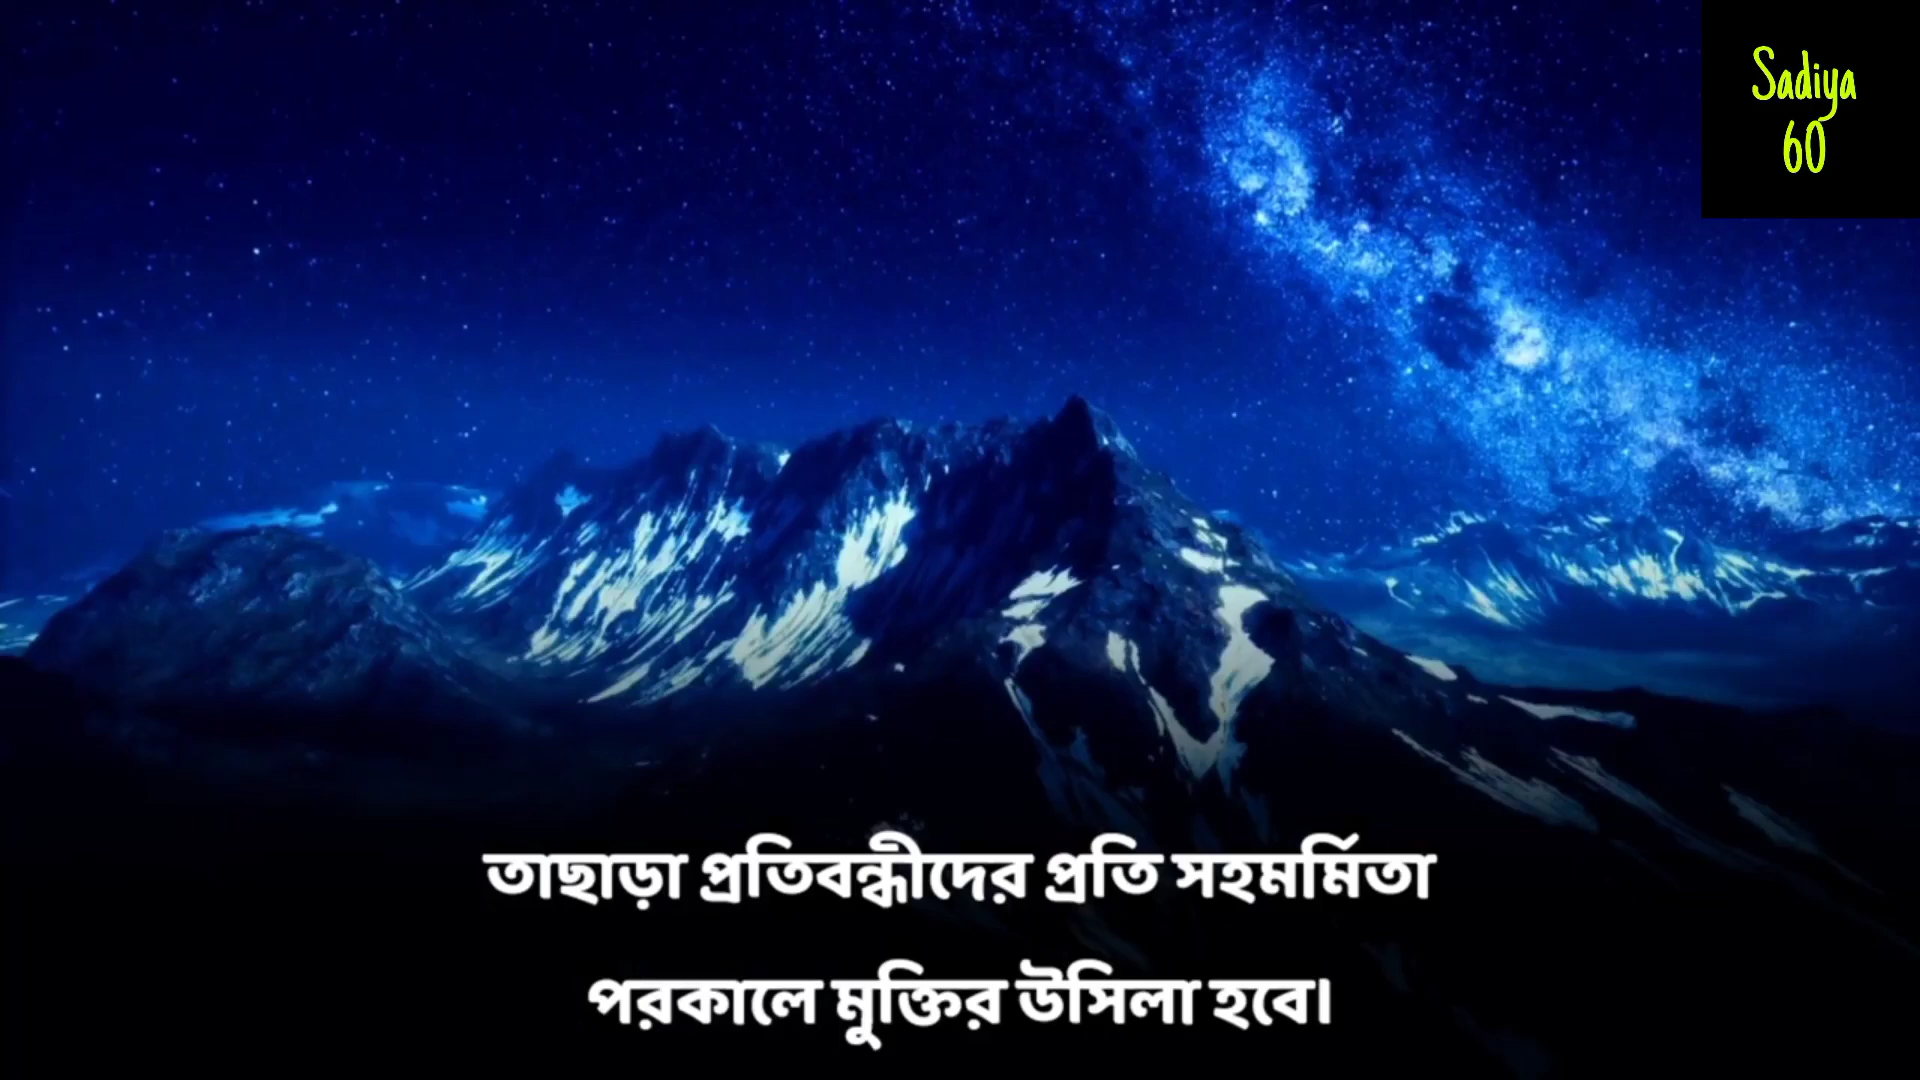 Sadiya
60
তাছাড়া প্রতিবন্ধীদের প্রতি সহমর্মিতা
পরকালে মুক্তির উসিলা হবে।